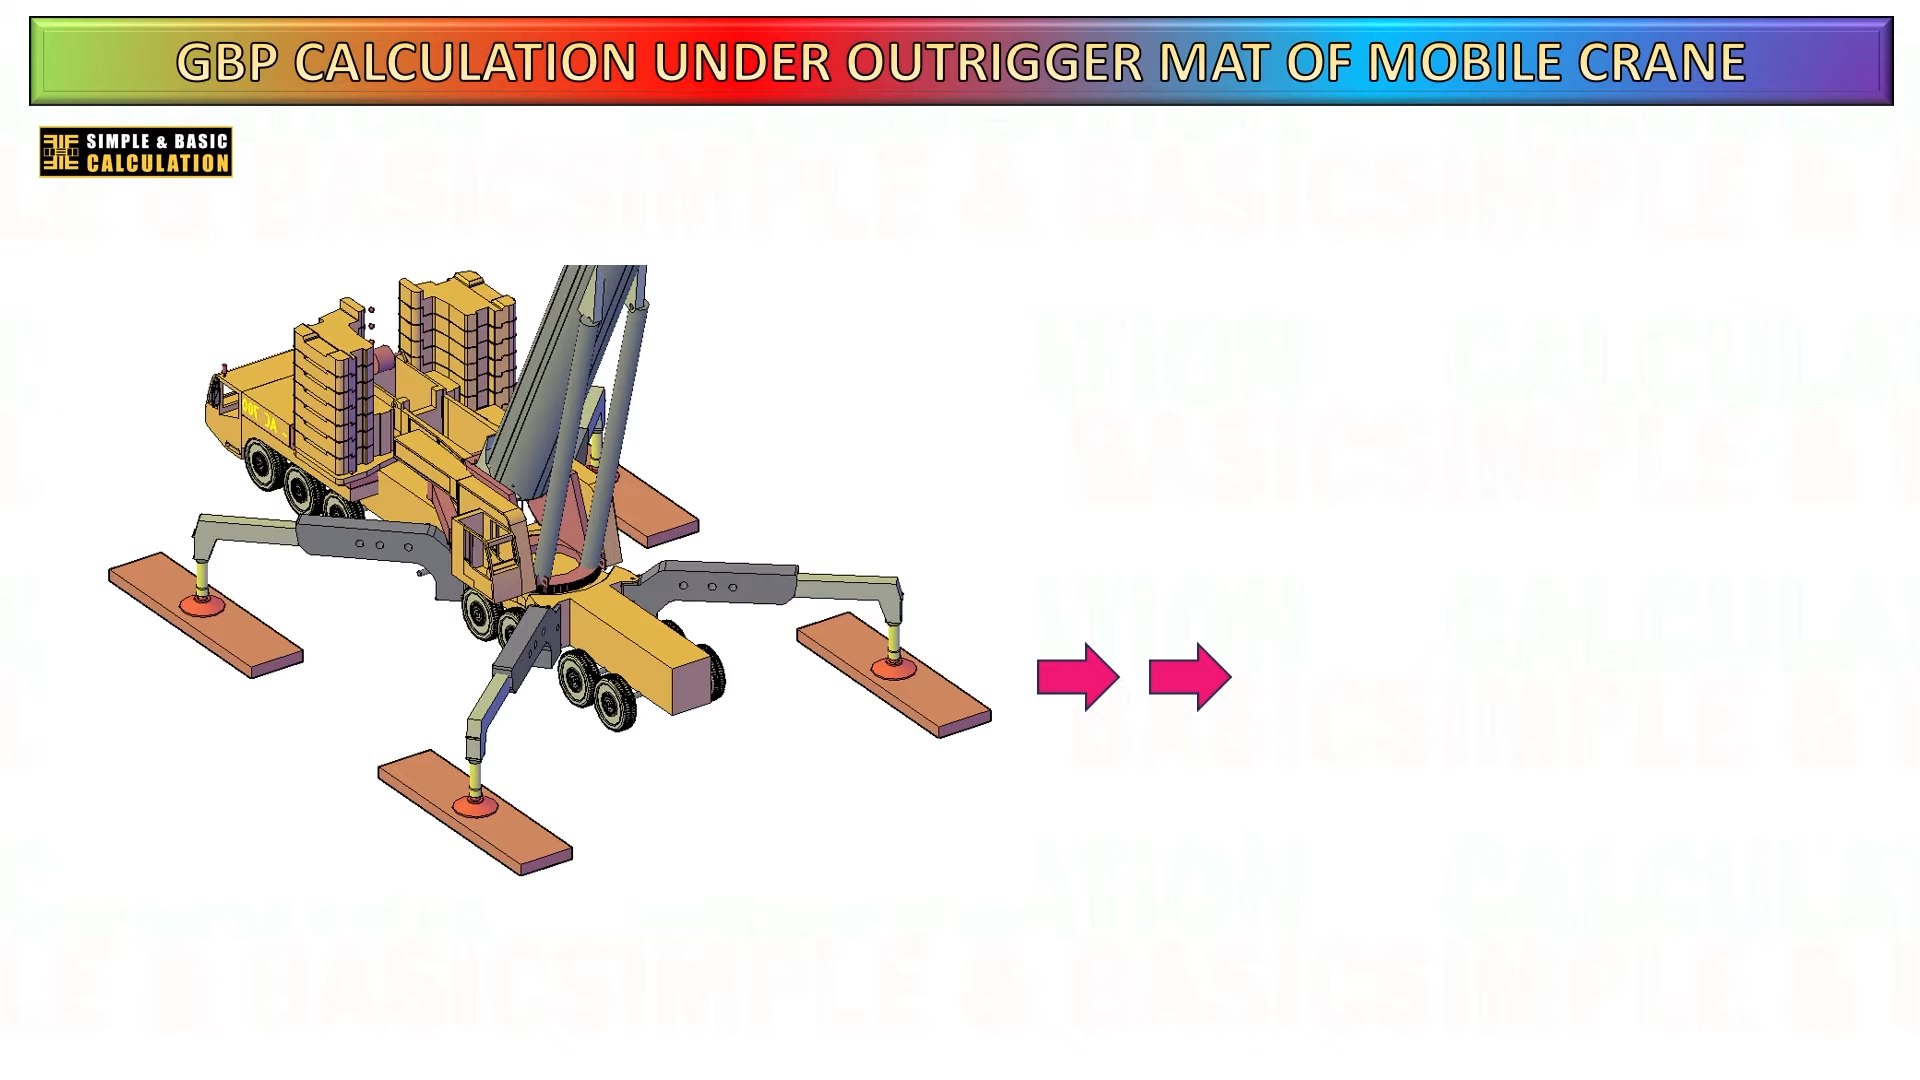 GBP CALCULATION UNDER OUTRIGGER MAT OF MOBILE CRANE
SIMPLE & BASIC
CALCULATION